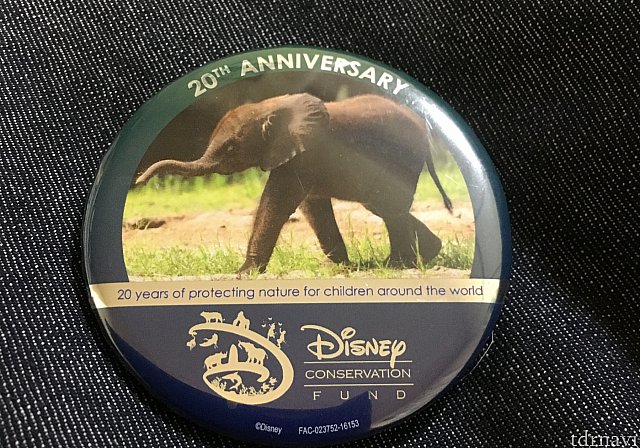 20TH ANNIVERSARY
20 years of protecting nature for children around the world
Disney
CONSERVATION
FUND
©Disney FAC-023752-16153
tdrnavi